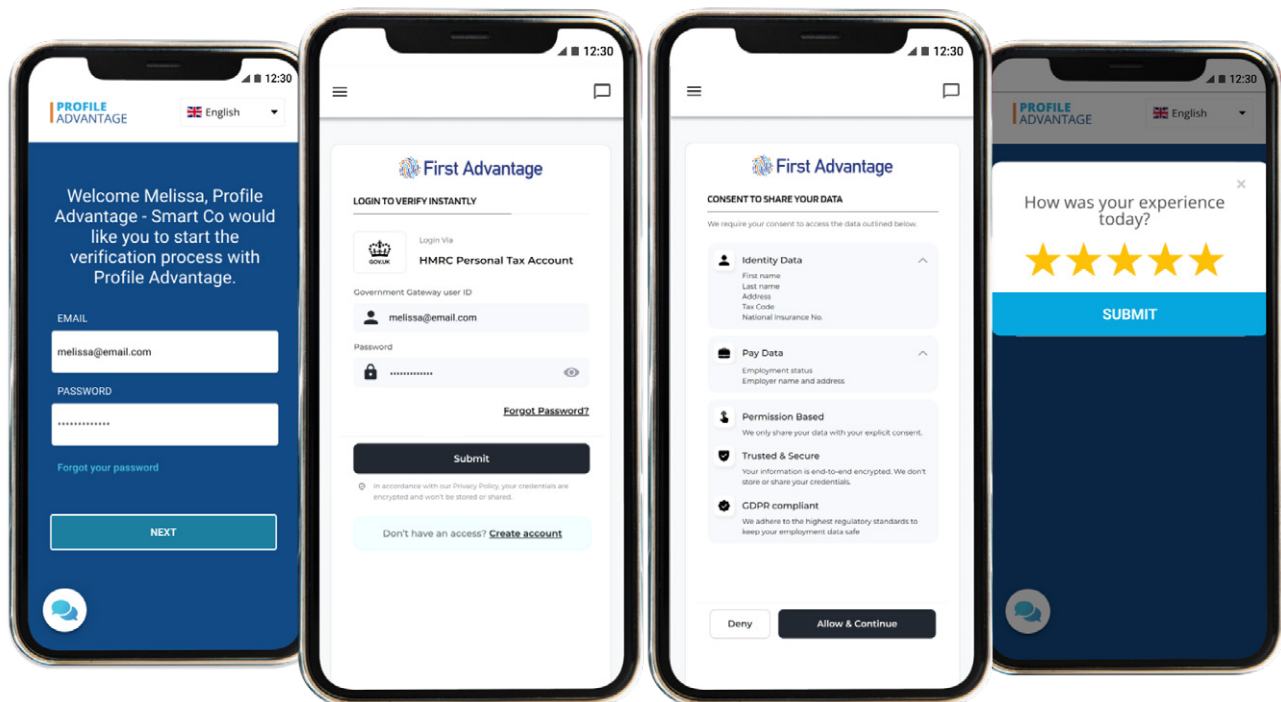 12:30
PROFILE
ADVANTAGE
English
Welcome Melissa, Profile
Advantage - Smart Co would
like you to start the
verification process with
Profile Advantage.
EMAIL
melissa@email.com
PASSWORD
Forgot your password
NEXT
12:30
First Advantage
LOGIN TO VERIFY INSTANTLY
GOV.UK
Login Via
HMRC Personal Tax Account
Government Gateway user ID
melissa@email.com
Password
Forgot Password?
Submit
In accordance with our Privacy Policy, your credentials are
encrypted and won't be stored or shared.
Don't have an access? Create account
12:30
First Advantage
CONSENT TO SHARE YOUR DATA
We require your consent to access the data outlined below.
Identity Data
First name
Last name
Address
Tax Code
National Insurance No.
Pay Data
Employment status
Employer name and address
Permission Based
We only share your data with your explicit consent.
Trusted & Secure
Your information is end-to-end encrypted. We don't
store or share your credentials.
GDPR compliant
We adhere to the highest regulatory standards to
keep your employment data safe
Deny
Allow & Continue
12:30
PROFILE
ADVANTAGE
English
How was your experience
today?
SUBMIT